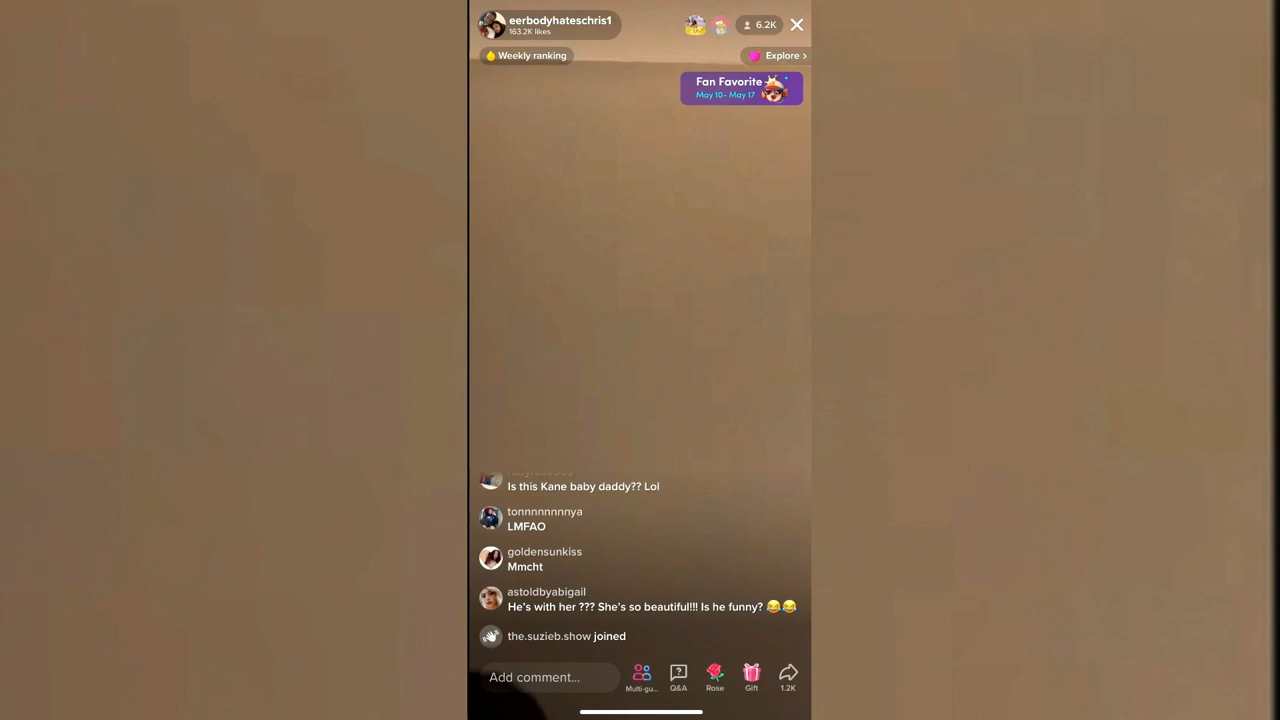 eerbodyhateschris1
163.2K likes
6.2K
Weekly ranking
Explore ›
Fan Favorite
May 10- May 17
Is this Kane baby daddy?? Lol
tonnnnnnnnya
LMFAO
goldensunkiss
Mmcht
astoldbyabigail
He's with her ??? She's so beautiful!!! Is he funny? 😂😂
the.suzieb.show joined
Add comment...
Multi-gu...
Q&A
Rose
Gift
1.2K